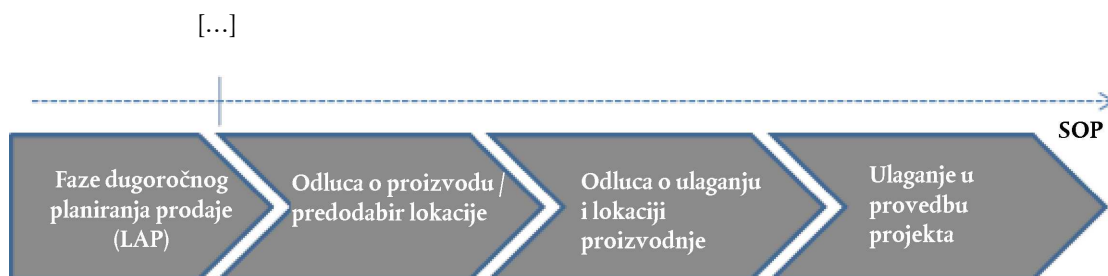 […]
SOP
Faze dugoročnog
planiranja prodaje
(LAP)
Odluca o proizvodu /
predodabir lokacije
Odluca o ulaganju
i lokaciji
proizvodnje
Ulaganje u
provedbu
projekta